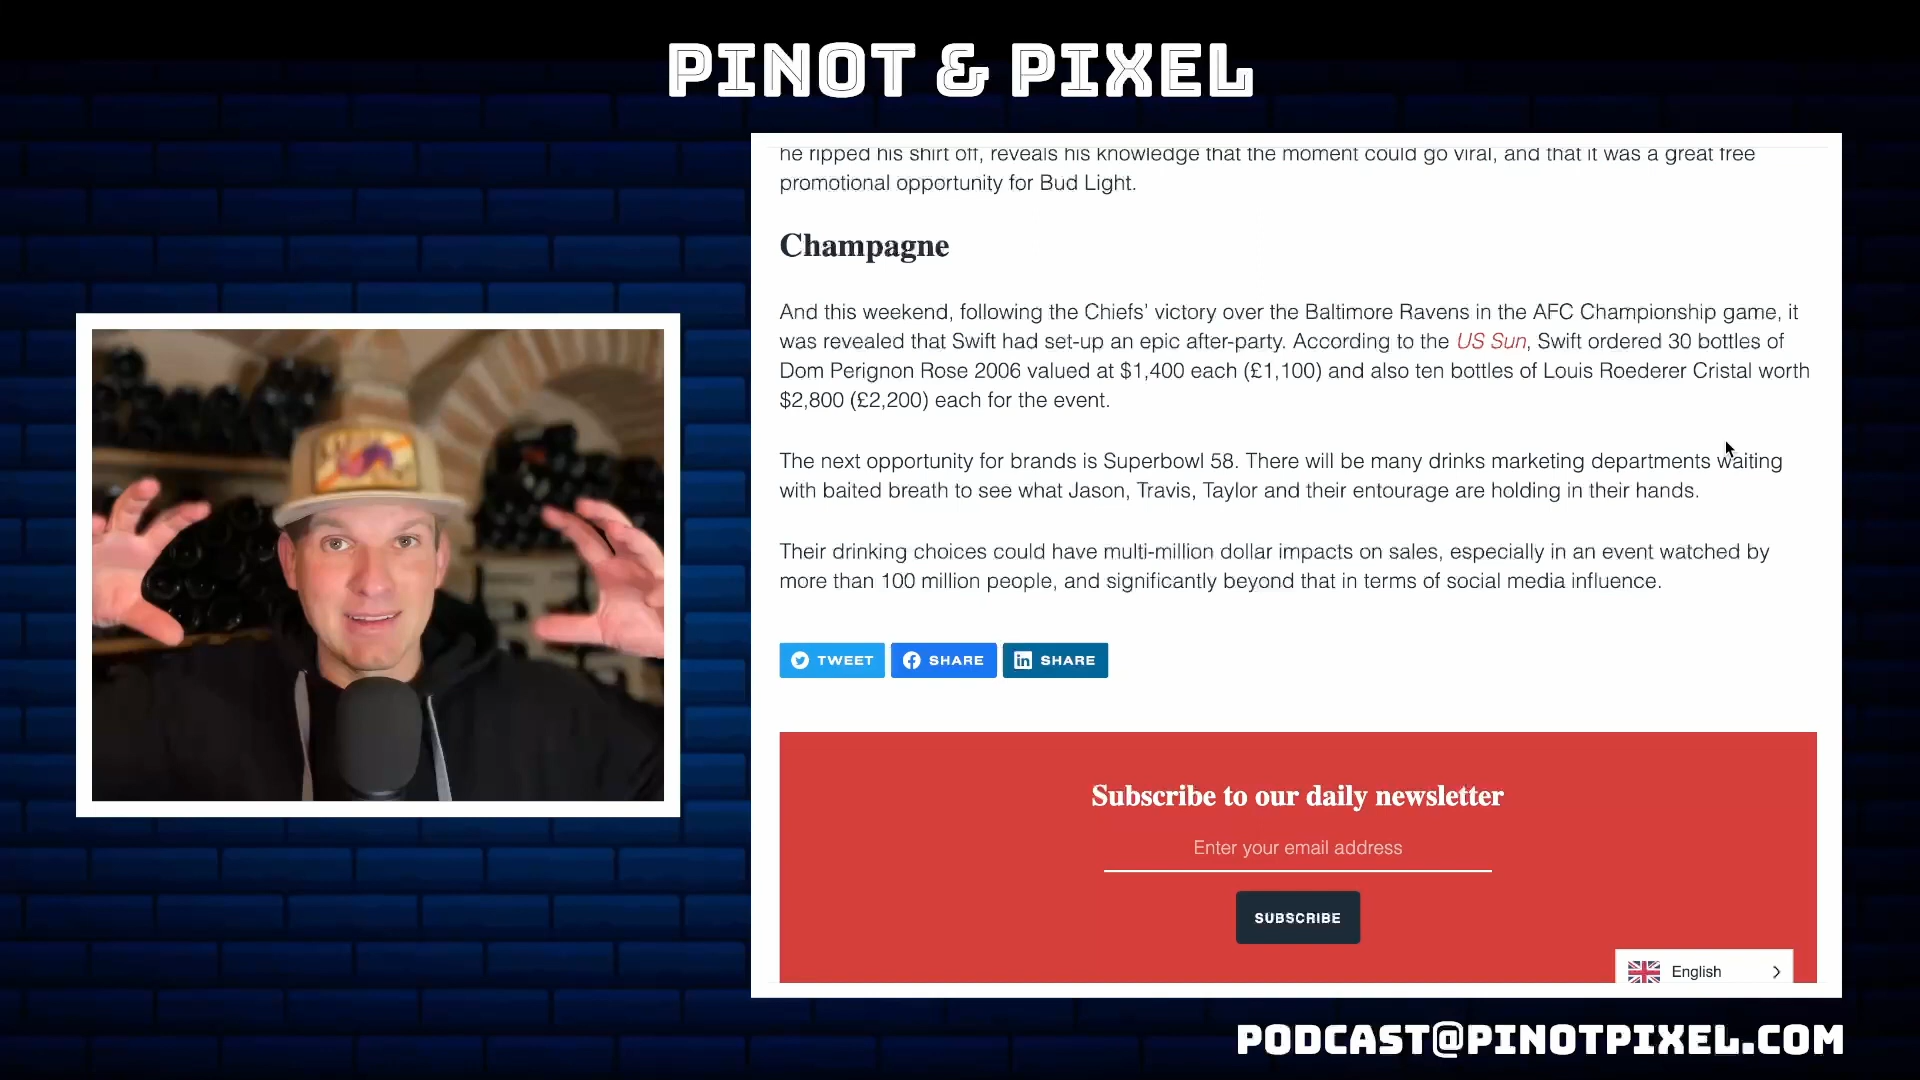 PINOT & PIXEL
he ripped his shirt off, reveals his knowledge that the moment could go viral, and that it was a great free
promotional opportunity for Bud Light.
Champagne
And this weekend, following the Chiefs’ victory over the Baltimore Ravens in the AFC Championship game, it
was revealed that Swift had set-up an epic after-party. According to the US Sun, Swift ordered 30 bottles of
Dom Perignon Rose 2006 valued at $1,400 each (£1,100) and also ten bottles of Louis Roederer Cristal worth
$2,800 (£2,200) each for the event.
The next opportunity for brands is Superbowl 58. There will be many drinks marketing departments waiting
with baited breath to see what Jason, Travis, Taylor and their entourage are holding in their hands.
Their drinking choices could have multi-million dollar impacts on sales, especially in an event watched by
more than 100 million people, and significantly beyond that in terms of social media influence.
TWEET SHARE SHARE
Subscribe to our daily newsletter
Enter your email address
SUBSCRIBE
English
PODCAST@PINOTPIXEL.COM